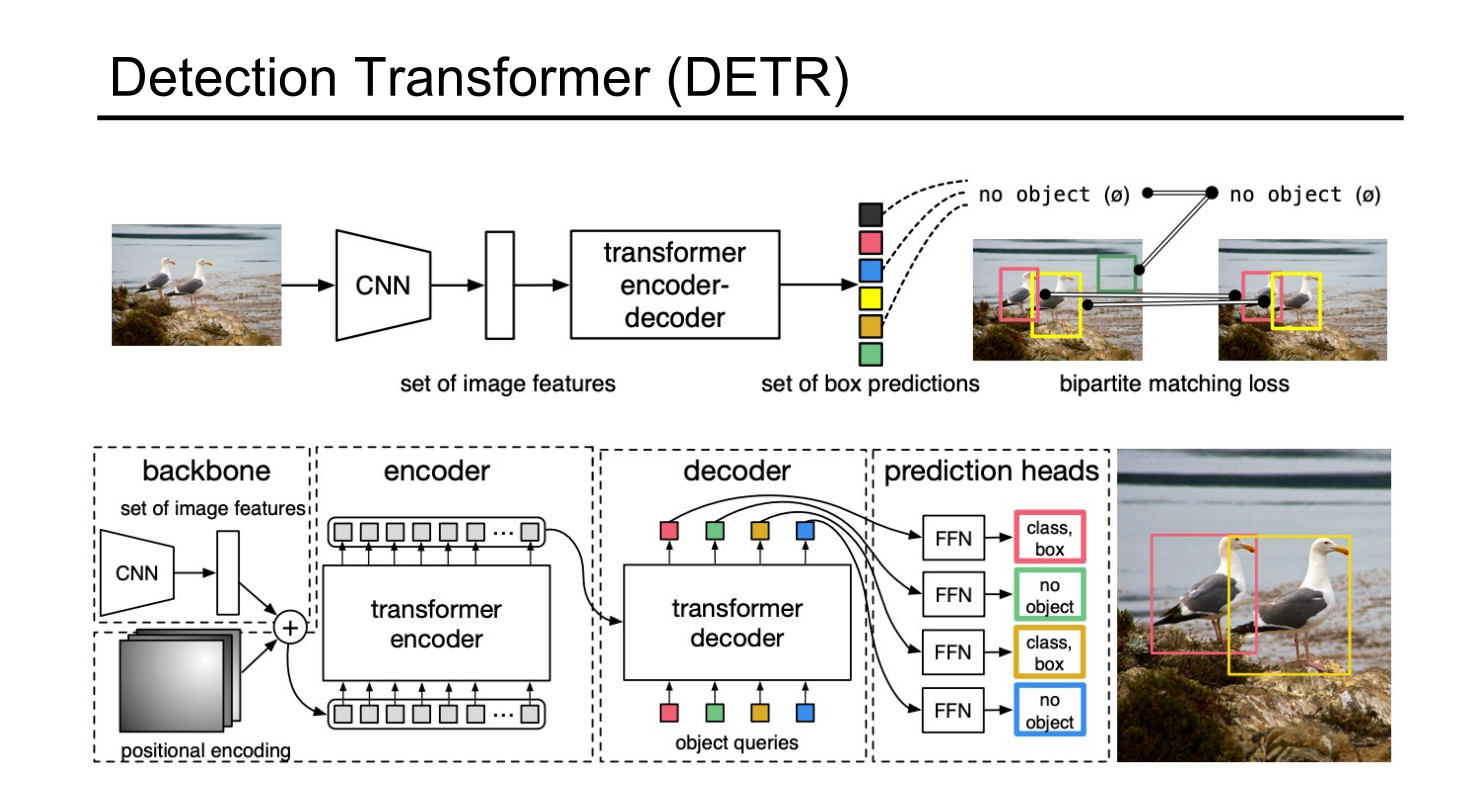 Detection Transformer (DETR)
no object (ø)
no object (ø)
CNN
transformer
encoder-
decoder
set of image features
set of box predictions
bipartite matching loss
backbone
set of image features
CNN
+
positional encoding
encoder
...
transformer
encoder
...
decoder
transformer
decoder
object queries
prediction heads
FFN
class,
box
FFN
no
object
FFN
class,
box
FFN
no
object